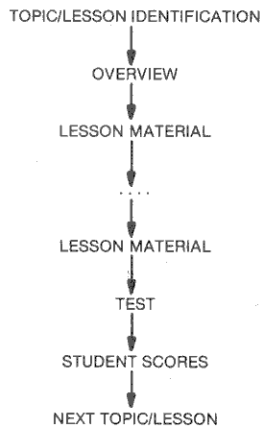 TOPIC/LESSON IDENTIFICATION
OVERVIEW
LESSON MATERIAL
....
LESSON MATERIAL
TEST
STUDENT SCORES
NEXT TOPIC/LESSON